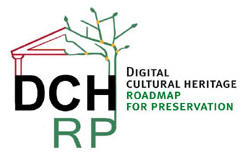 DCH
RP
DIGITAL
CULTURAL HERITAGE
ROADMAP
FOR PRESERVATION